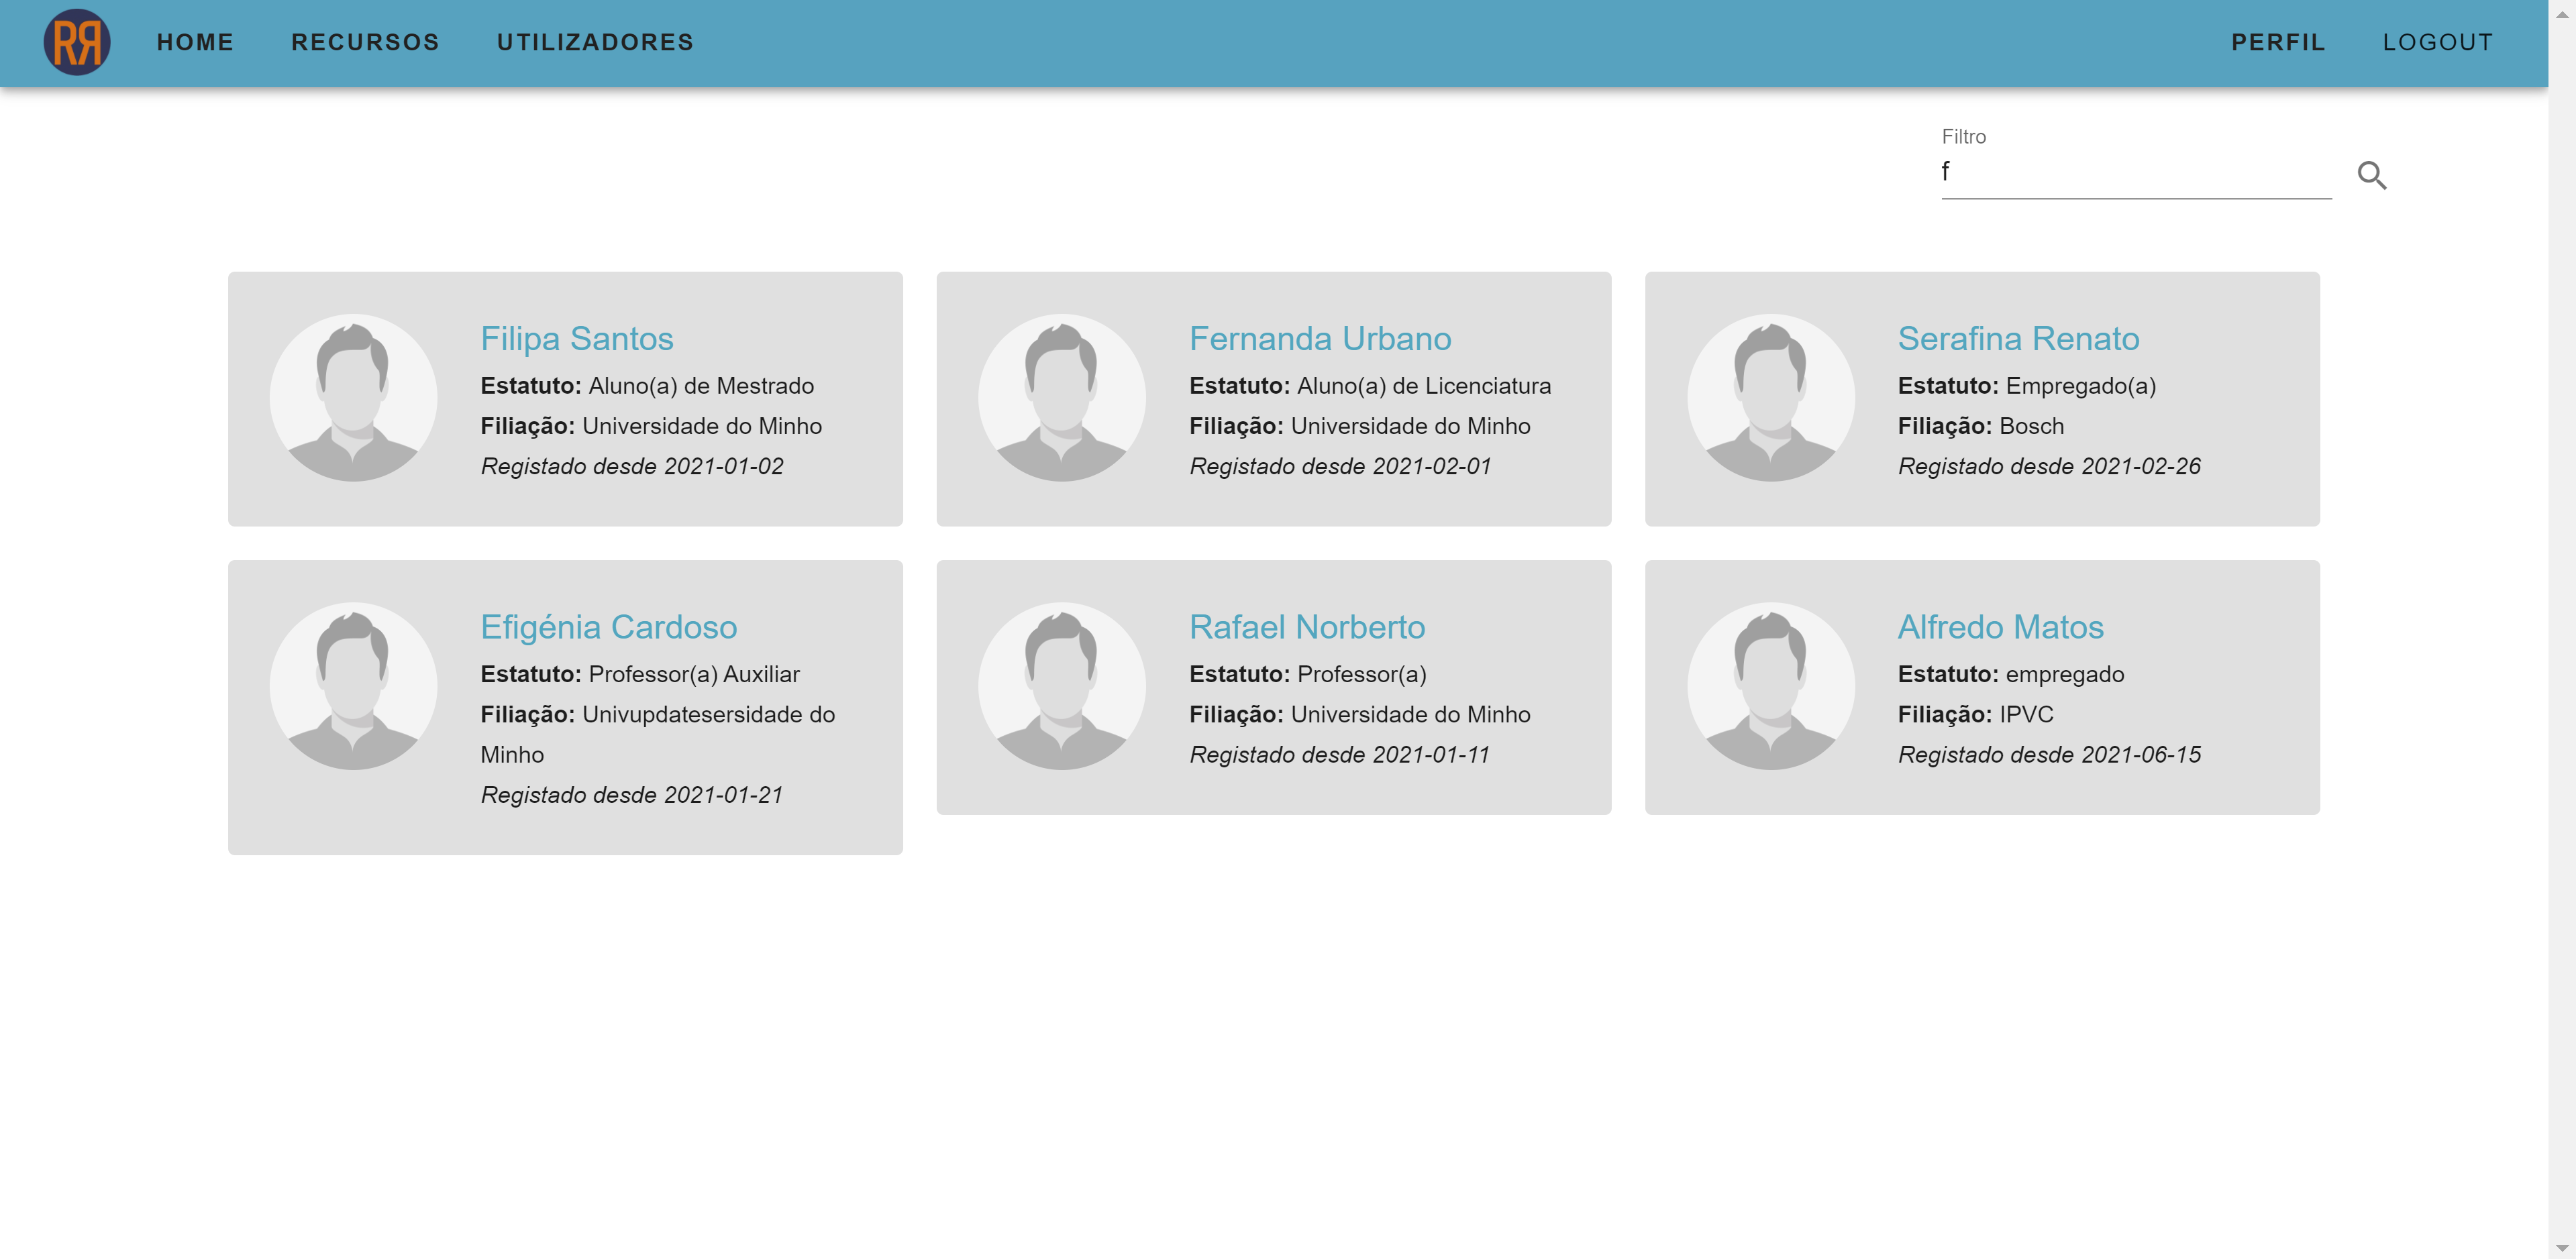 RR HOME RECURSOS UTILIZADORES PERFIL LOGOUT
Filtro
f
Filipa Santos
Estatuto: Aluno(a) de Mestrado
Filiação: Universidade do Minho
Registado desde 2021-01-02
Fernanda Urbano
Estatuto: Aluno(a) de Licenciatura
Filiação: Universidade do Minho
Registado desde 2021-02-01
Serafina Renato
Estatuto: Empregado(a)
Filiação: Bosch
Registado desde 2021-02-26
Efigénia Cardoso
Estatuto: Professor(a) Auxiliar
Filiação: Univupdatesersidade do
Minho
Registado desde 2021-01-21
Rafael Norberto
Estatuto: Professor(a)
Filiação: Universidade do Minho
Registado desde 2021-01-11
Alfredo Matos
Estatuto: empregado
Filiação: IPVC
Registado desde 2021-06-15